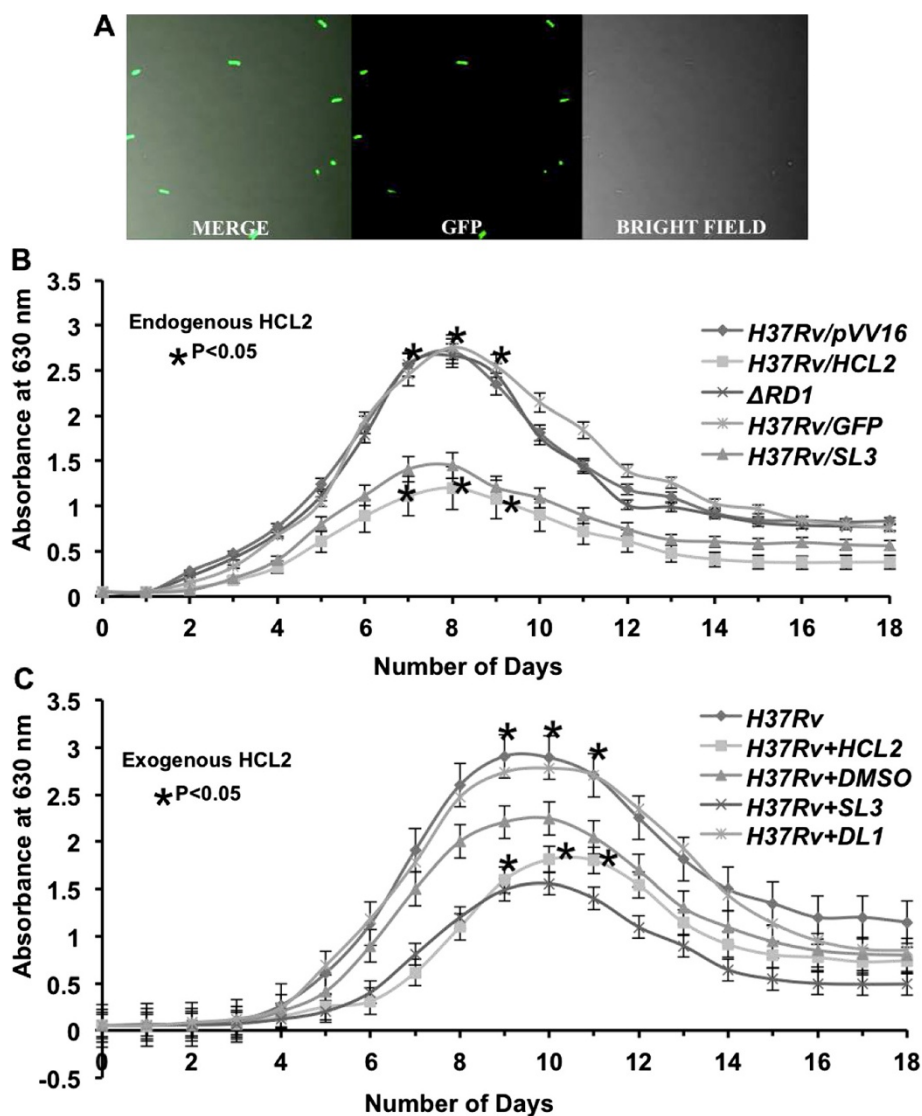 A
MERGE
GFP
BRIGHT FIELD
B
Absorbance at 630 nm
3.5
3
2.5
2
1.5
1
0.5
0
Endogenous HCL2
*P<0.05
* * *
* * *
H37Rv/pVV16
H37Rv/HCL2
ΔRD1
H37Rv/GFP
H37Rv/SL3
0 2 4 6 8 10 12 14 16 18
Number of Days
C
Absorbance at 630 nm
3.5
3
2.5
2
1.5
1
0.5
0
-0.5
Exogenous HCL2
*P<0.05
* * *
* * *
H37Rv
H37Rv+HCL2
H37Rv+DMSO
H37Rv+SL3
H37Rv+DL1
0 2 4 6 8 10 12 14 16 18
Number of Days